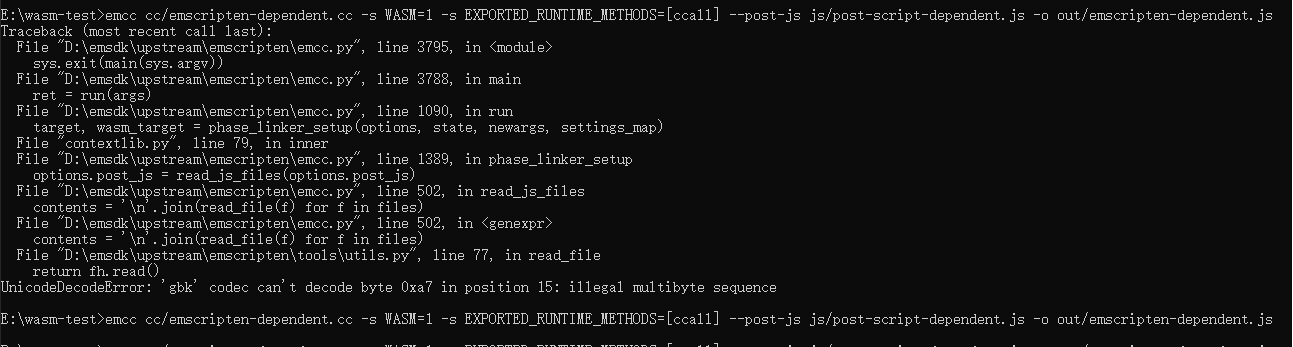 E:\wasm-test>emcc cc/emscripten-dependent.cc -s WASM=1 -s EXPORTED_RUNTIME_METHODS=[ccall] --post-js js/post-script-dependent.js -o out/emscripten-dependent.js
Traceback (most recent call last):
  File "D:\emsdk\upstream\emscripten\emcc.py", line 3795, in <module>
    sys.exit(main(sys.argv))
  File "D:\emsdk\upstream\emscripten\emcc.py", line 3788, in main
    ret = run(args)
  File "D:\emsdk\upstream\emscripten\emcc.py", line 1090, in run
    target, wasm_target = phase_linker_setup(options, state, newargs, settings_map)
  File "contextlib.py", line 79, in inner
  File "D:\emsdk\upstream\emscripten\emcc.py", line 1389, in phase_linker_setup
    options.post_js = read_js_files(options.post_js)
  File "D:\emsdk\upstream\emscripten\emcc.py", line 502, in read_js_files
    contents = '\n'.join(read_file(f) for f in files)
  File "D:\emsdk\upstream\emscripten\emcc.py", line 502, in <genexpr>
    contents = '\n'.join(read_file(f) for f in files)
  File "D:\emsdk\upstream\emscripten\tools\utils.py", line 77, in read_file
    return fh.read()
UnicodeDecodeError: 'gbk' codec can't decode byte 0xa7 in position 15: illegal multibyte sequence
E:\wasm-test>emcc cc/emscripten-dependent.cc -s WASM=1 -s EXPORTED_RUNTIME_METHODS=[ccall] --post-js js/post-script-dependent.js -o out/emscripten-dependent.js